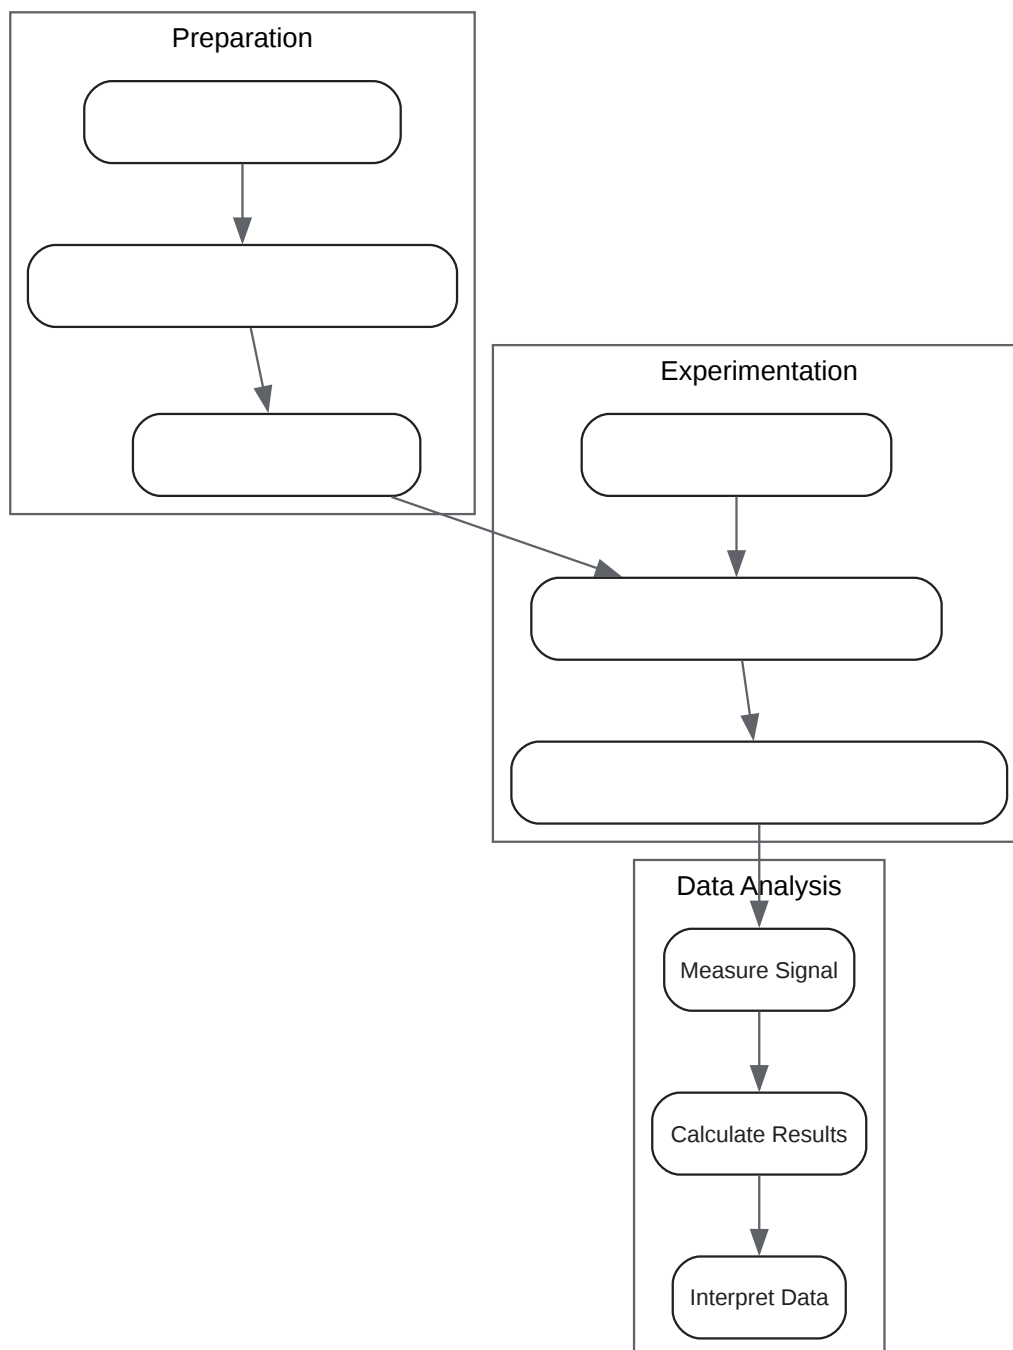 Preparation
Experimentation
Data Analysis
Measure Signal
Calculate Results
Interpret Data